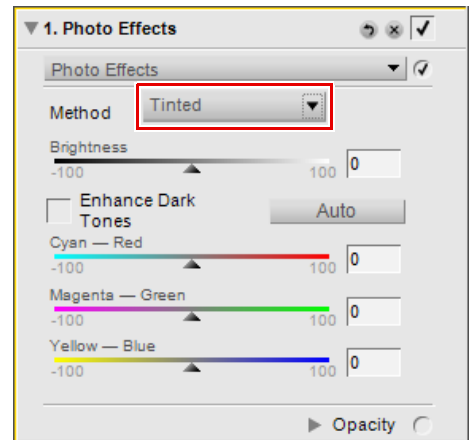 1. Photo Effects
Photo Effects
Method Tinted
Brightness
-100 100 0
Enhance Dark
Tones
Auto
Cyan — Red
-100 100 0
Magenta — Green
-100 100 0
Yellow — Blue
-100 100 0
Opacity